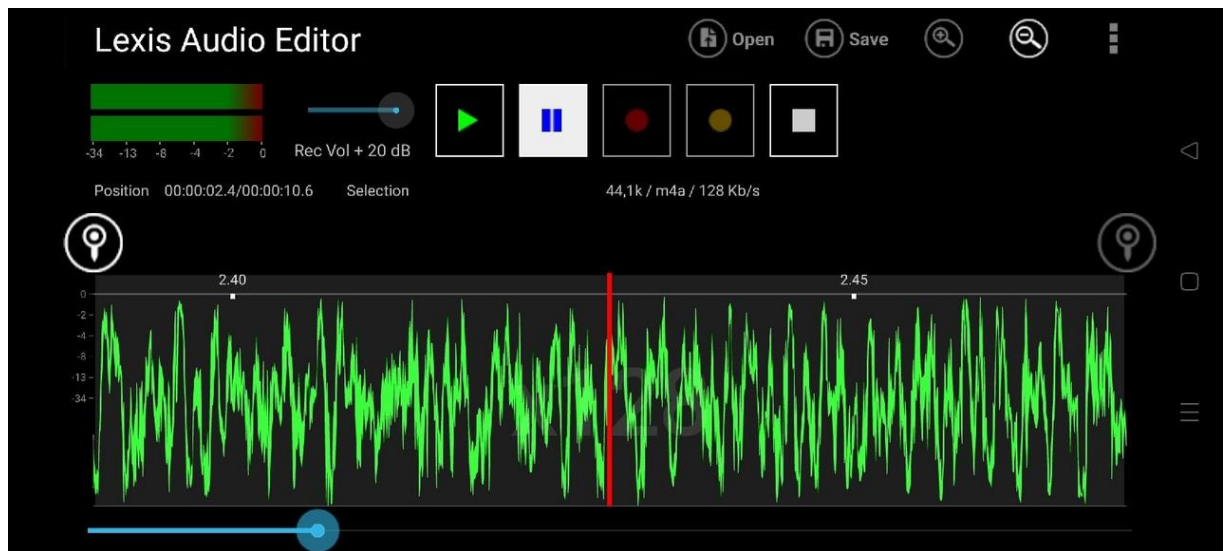 Lexis Audio Editor
Open
Save
-34 -13 -8 -4 -2 0
Rec Vol + 20 dB
Position 00:00:02.4/00:00:10.6 Selection 44,1k / m4a / 128 Kb/s
2.40 2.45
0
-2
-4
-8
-13
-34
x128